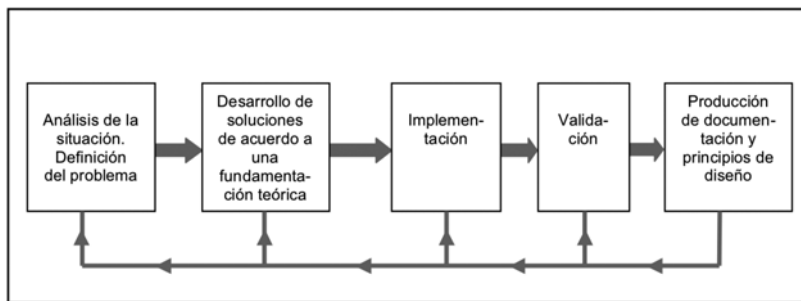 Análisis de la
situación.
Definición
del problema
Desarrollo de
soluciones
de acuerdo a
una
fundamenta-
ción teórica
Implemen-
tación
Valida-
ción
Producción
de documen-
tación y
principios de
diseño